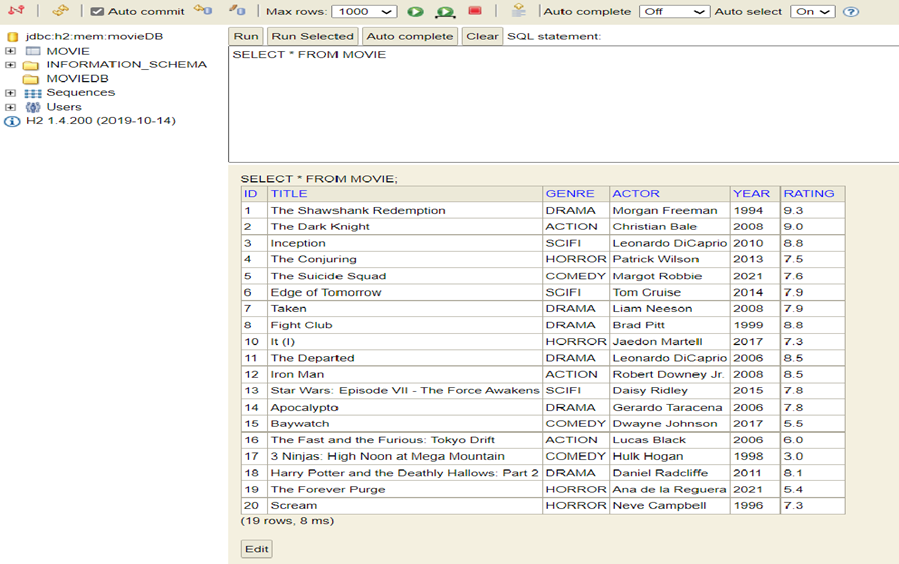 Auto commit Max rows: 1000 Auto complete Off Auto select On
jdbc:h2:mem:movieDB
MOVIE
INFORMATION_SCHEMA
MOVIEDB
Sequences
Users
H2 1.4.200 (2019-10-14)
Run Run Selected Auto complete Clear SQL statement:
SELECT * FROM MOVIE
SELECT * FROM MOVIE;
ID TITLE GENRE ACTOR YEAR RATING
1 The Shawshank Redemption DRAMA Morgan Freeman 1994 9.3
2 The Dark Knight ACTION Christian Bale 2008 9.0
3 Inception SCIFI Leonardo DiCaprio 2010 8.8
4 The Conjuring HORROR Patrick Wilson 2013 7.5
5 The Suicide Squad COMEDY Margot Robbie 2021 7.6
6 Edge of Tomorrow SCIFI Tom Cruise 2014 7.9
7 Taken DRAMA Liam Neeson 2008 7.9
8 Fight Club DRAMA Brad Pitt 1999 8.8
10 It (I) HORROR Jaedon Martell 2017 7.3
11 The Departed DRAMA Leonardo DiCaprio 2006 8.5
12 Iron Man ACTION Robert Downey Jr. 2008 8.5
13 Star Wars: Episode VII - The Force Awakens SCIFI Daisy Ridley 2015 7.8
14 Apocalypto DRAMA Gerardo Taracena 2006 7.8
15 Baywatch COMEDY Dwayne Johnson 2017 5.5
16 The Fast and the Furious: Tokyo Drift ACTION Lucas Black 2006 6.0
17 3 Ninjas: High Noon at Mega Mountain COMEDY Hulk Hogan 1998 3.0
18 Harry Potter and the Deathly Hallows: Part 2 DRAMA Daniel Radcliffe 2011 8.1
19 The Forever Purge HORROR Ana de la Reguera 2021 5.4
20 Scream HORROR Neve Campbell 1996 7.3
(19 rows, 8 ms)
Edit